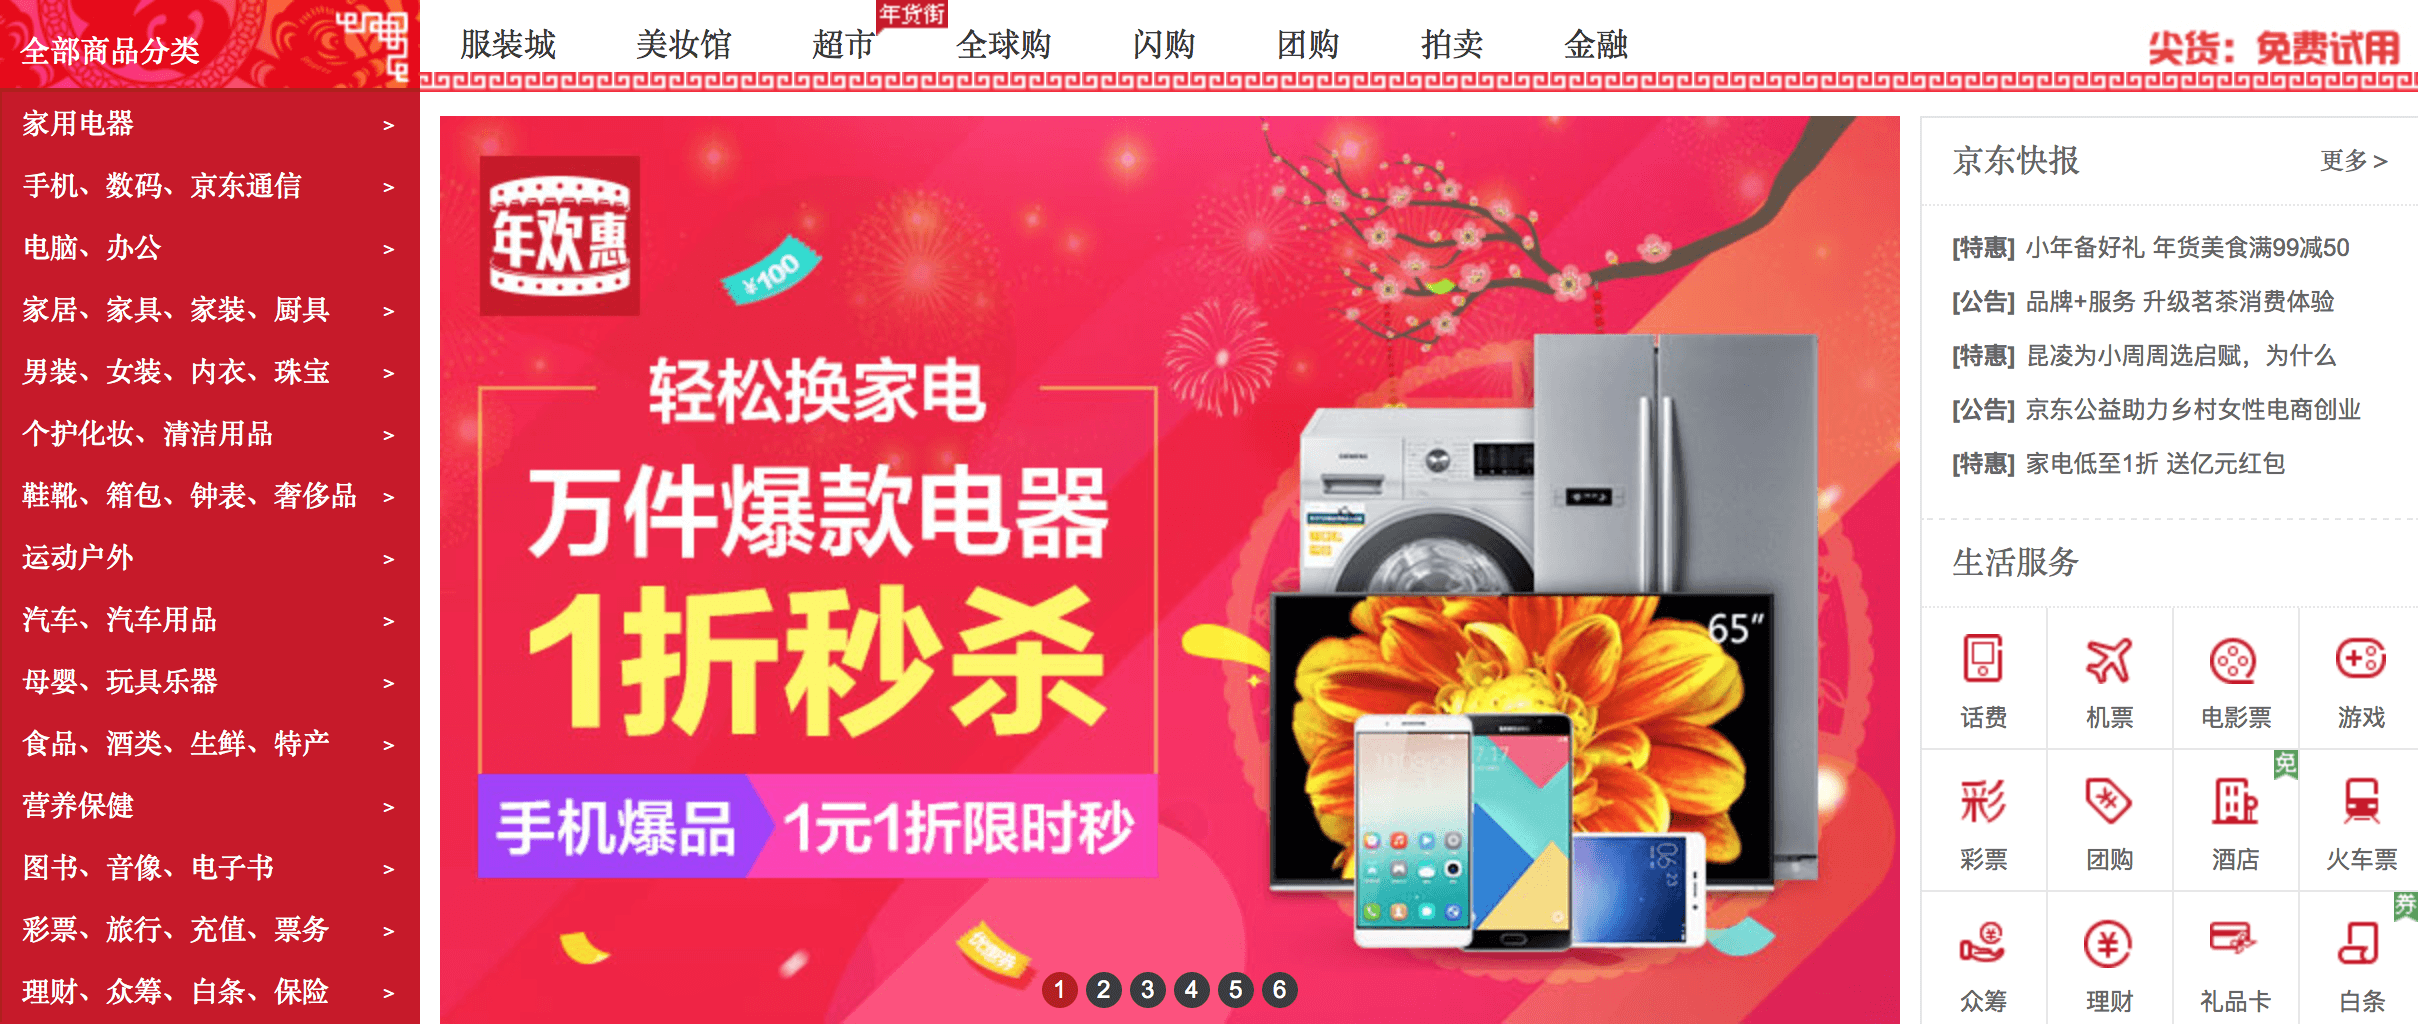 全部商品分类
服装城 美妆馆 超市 年货街 全球购 闪购 团购 拍卖 金融
尖货：免费试用
家用电器 >
手机、数码、京东通信 >
电脑、办公 >
家居、家具、家装、厨具 >
男装、女装、内衣、珠宝 >
个护化妆、清洁用品 >
鞋靴、箱包、钟表、奢侈品 >
运动户外 >
汽车、汽车用品 >
母婴、玩具乐器 >
食品、酒类、生鲜、特产 >
营养保健 >
图书、音像、电子书 >
彩票、旅行、充值、票务 >
理财、众筹、白条、保险 >
年欢惠
¥100
轻松换家电
万件爆款电器
1折秒杀
手机爆品 1元1折限时秒
65”
SIEMENS
SAMSUNG
1 2 3 4 5 6
京东快报 更多 >
[特惠] 小年备好礼 年货美食满99减50
[公告] 品牌+服务 升级茗茶消费体验
[特惠] 昆凌为小周周选启赋，为什么
[公告] 京东公益助力乡村女性电商创业
[特惠] 家电低至1折 送亿元红包
生活服务
话费 机票 电影票 游戏
彩
免
彩票 团购 酒店 火车票
券
众筹 理财 礼品卡 白条